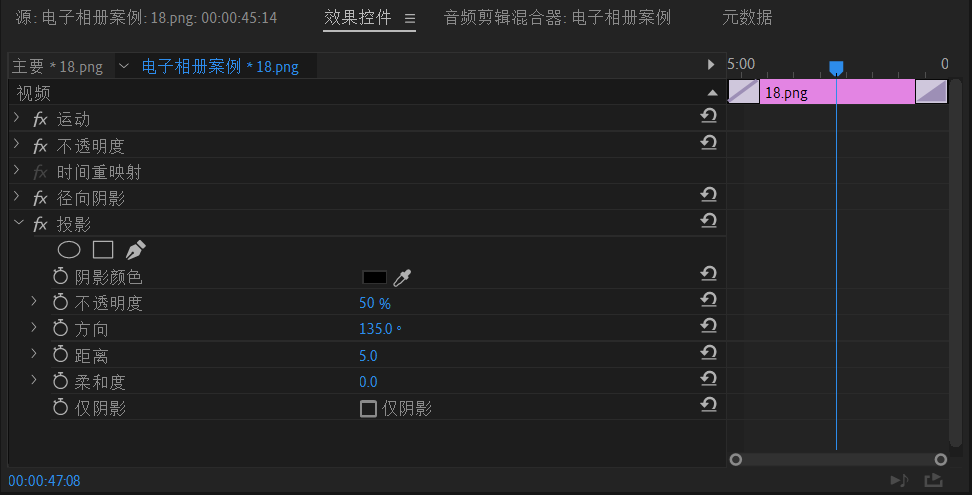 源: 电子相册案例: 18.png: 00:00:45:14 效果控件 音频剪辑混合器: 电子相册案例 元数据
主要 * 18.png 电子相册案例 * 18.png 5:00 0
视频 18.png
fx 运动
fx 不透明度
fx 时间重映射
fx 径向阴影
fx 投影
阴影颜色
不透明度 50 %
方向 135.0 °
距离 5.0
柔和度 0.0
仅阴影 仅阴影
00:00:47:08